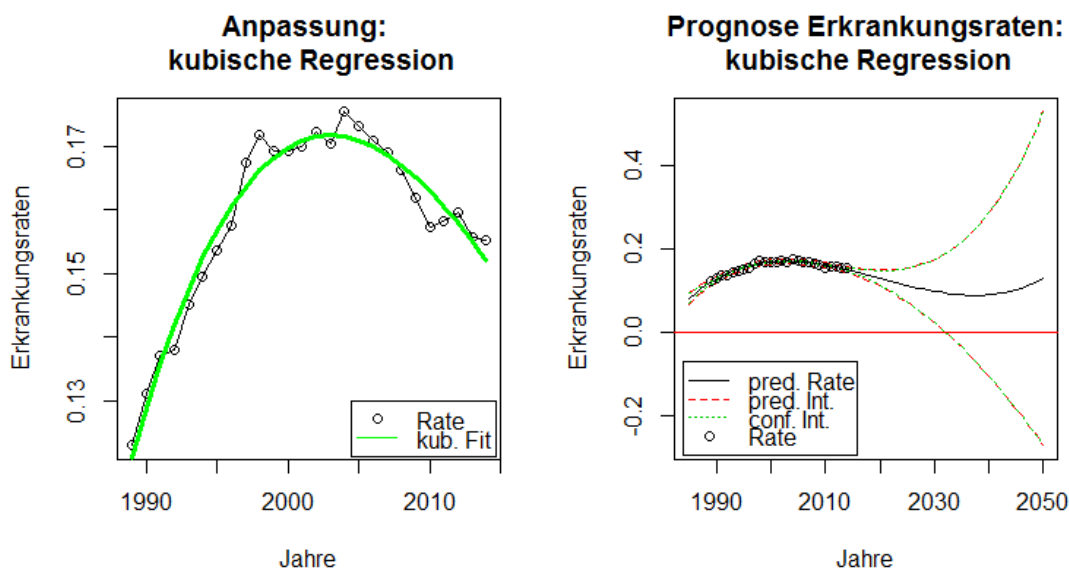 Anpassung:
kubische Regression
Erkrankungsraten
0.17
0.15
0.13
Rate
kub. Fit
1990 2000 2010
Jahre
Prognose Erkrankungsraten:
kubische Regression
Erkrankungsraten
0.4
0.2
0.0
-0.2
pred. Rate
pred. Int.
conf. Int.
Rate
1990 2010 2030 2050
Jahre